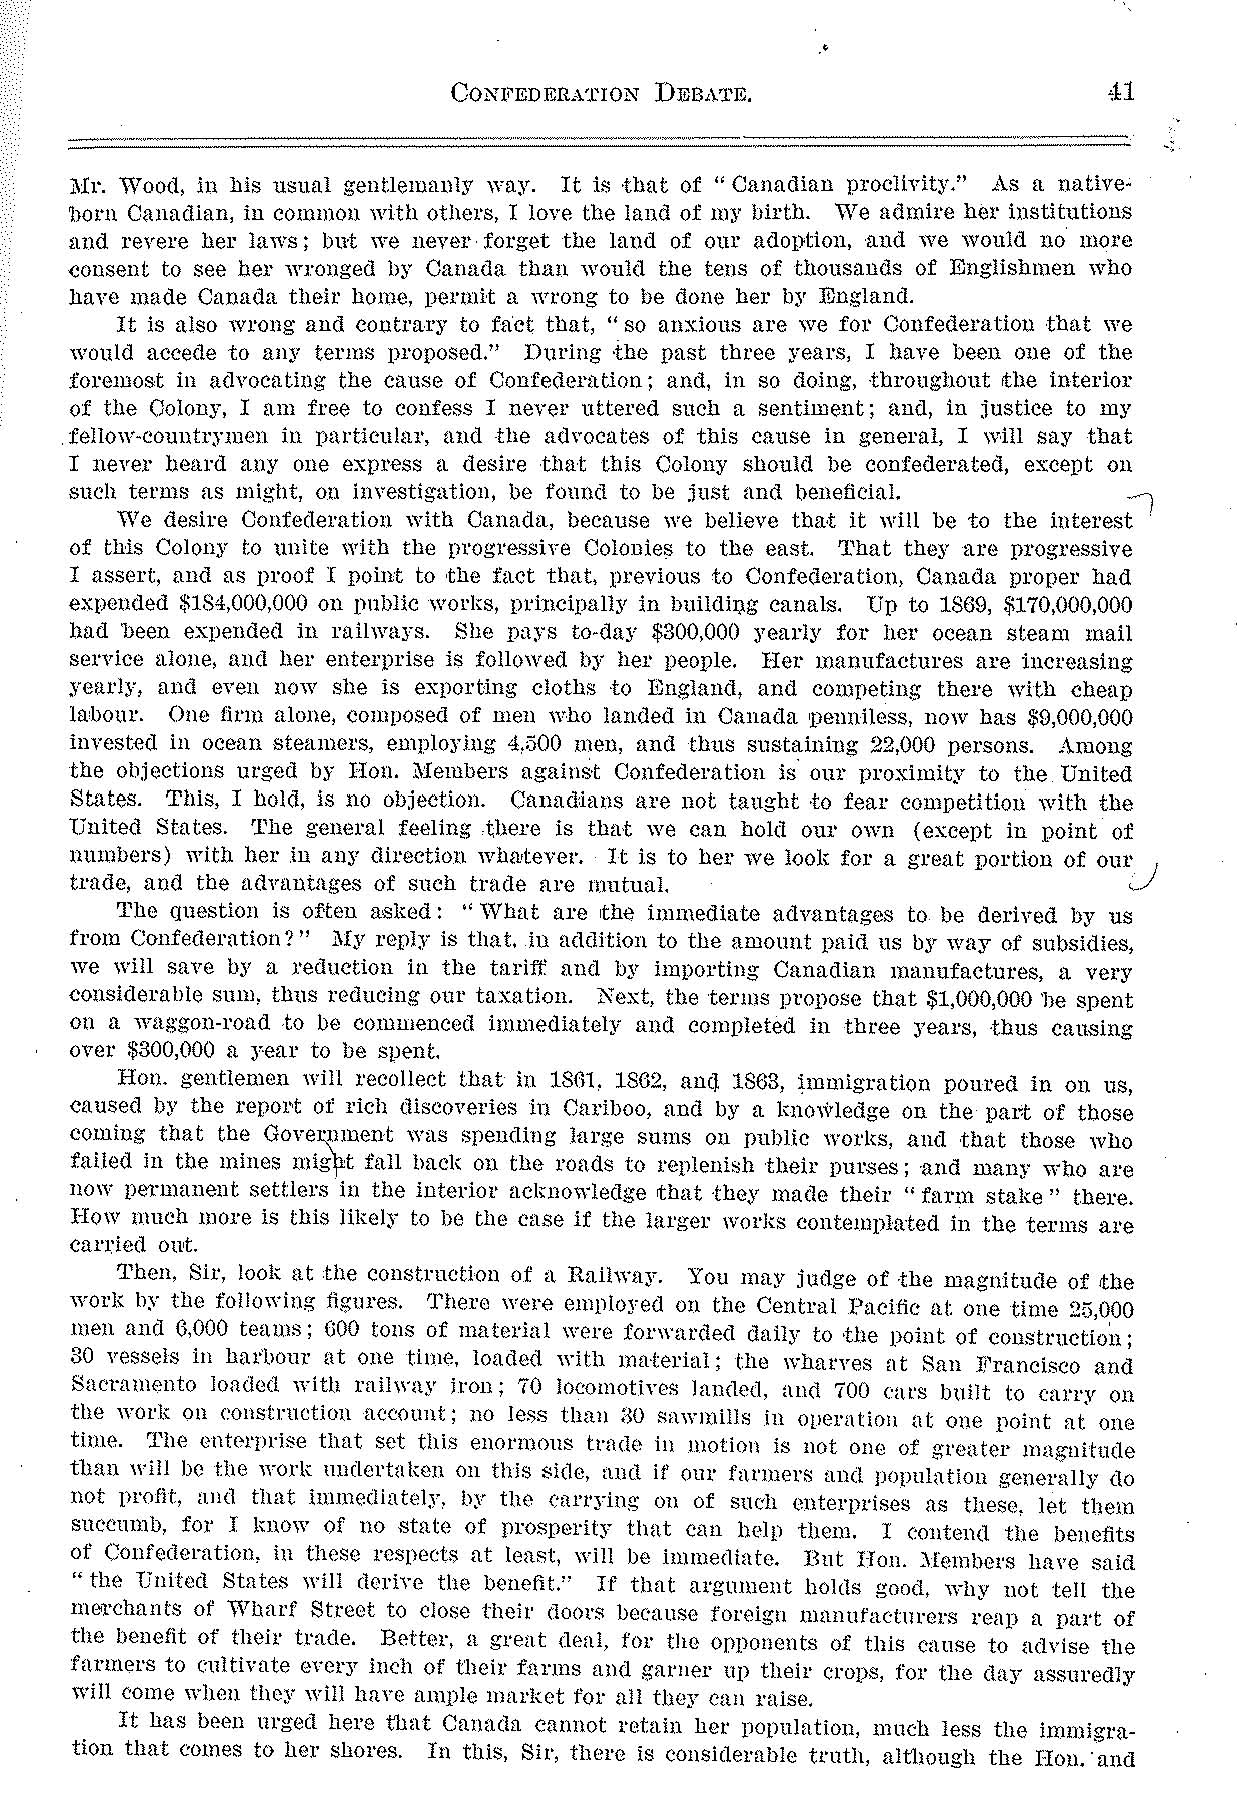 CONFEDERATION DEBATE. 41
Mr. Wood, in his usual gentlemanly way. It is that of "Canadian proclivity." As a native-
born Canadian, in common with others, I love the land of my birth. We admire her institutions
and revere her laws; but we never forget the land of our adoption, and we would no more
consent to see her wronged by Canada than would the tens of thousands of Englishmen who
have made Canada their home, permit a wrong to be done her by England.
It is also wrong and contrary to fact that, "so anxious are we for Confederation that we
would accede to any terms proposed." During the past three years, I have been one of the
foremost in advocating the cause of Confederation; and, in so doing, throughout the interior
of the Colony, I am free to confess I never uttered such a sentiment; and, in justice to my
fellow-countrymen in particular, and the advocates of this cause in general, I will say that
I never heard any one express a desire that this Colony should be confederated, except on
such terms as might, on investigation, be found to be just and beneficial.
We desire Confederation with Canada, because we believe that it will be to the interest
of this Colony to unite with the progressive Colonies to the east. That they are progressive
I assert, and as proof I point to the fact that, previous to Confederation, Canada proper had
expended $184,000,000 on public works, principally in building canals. Up to 1869, $170,000,000
had been expended in railways. She pays to-day $300,000 yearly for her ocean steam mail
service alone, and her enterprise is followed by her people. Her manufactures are increasing
yearly, and even now she is exporting cloths to England, and competing there with cheap
labour. One firm alone, composed of men who landed in Canada penniless, now has $9,000,000
invested in ocean steamers, employing 4,500 men, and thus sustaining 22,000 persons. Among
the objections urged by Hon. Members against Confederation is our proximity to the United
States. This, I hold, is no objection. Canadians are not taught to fear competition with the
United States. The general feeling there is that we can hold our own (except in point of
numbers) with her in any direction whatever. It is to her we look for a great portion of our
trade, and the advantages of such trade are mutual.
The question is often asked: "What are the immediate advantages to be derived by us
from Confederation?" My reply is that, in addition to the amount paid us by way of subsidies,
we will save by a reduction in the tariff and by importing Canadian manufactures, a very
considerable sum, thus reducing our taxation. Next, the terms propose that $1,000,000 be spent
on a waggon-road to be commenced immediately and completed in three years, thus causing
over $300,000 a year to be spent.
Hon. gentlemen will recollect that in 1861, 1862, and 1863, immigration poured in on us,
caused by the report of rich discoveries in Cariboo, and by a knowledge on the part of those
coming that the Government was spending large sums on public works, and that those who
failed in the mines might fall back on the roads to replenish their purses; and many who are
now permanent settlers in the interior acknowledge that they made their "farm stake" there.
How much more is this likely to be the case if the larger works contemplated in the terms are
carried out.
Then, Sir, look at the construction of a Railway. You may judge of the magnitude of the
work by the following figures. There were employed on the Central Pacific at one time 25,000
men and 6,000 teams; 600 tons of material were forwarded daily to the point of construction;
30 vessels in harbour at one time, loaded with material; the wharves at San Francisco and
Sacramento loaded with railway iron; 70 locomotives landed, and 700 cars built to carry on
the work on construction account; no less than 30 sawmills in operation at one point at one
time. The enterprise that set this enormous trade in motion is not one of greater magnitude
than will be the work undertaken on this side, and if our farmers and population generally do
not profit, and that immediately, by the carrying on of such enterprises as these, let them
succumb, for I know of no state of prosperity that can help them. I contend the benefits
of Confederation, in these respects at least, will be immediate. But Hon. Members have said
"the United States will derive the benefit." If that argument holds good, why not tell the
merchants of Wharf Street to close their doors because foreign manufacturers reap a part of
the benefit of their trade. Better, a great deal, for the opponents of this cause to advise the
farmers to cultivate every inch of their farms and garner up their crops, for the day assuredly
will come when they will have ample market for all they can raise.
It has been urged here that Canada cannot retain her population, much less the immigra-
tion that comes to her shores. In this, Sir, there is considerable truth, although the Hon. and